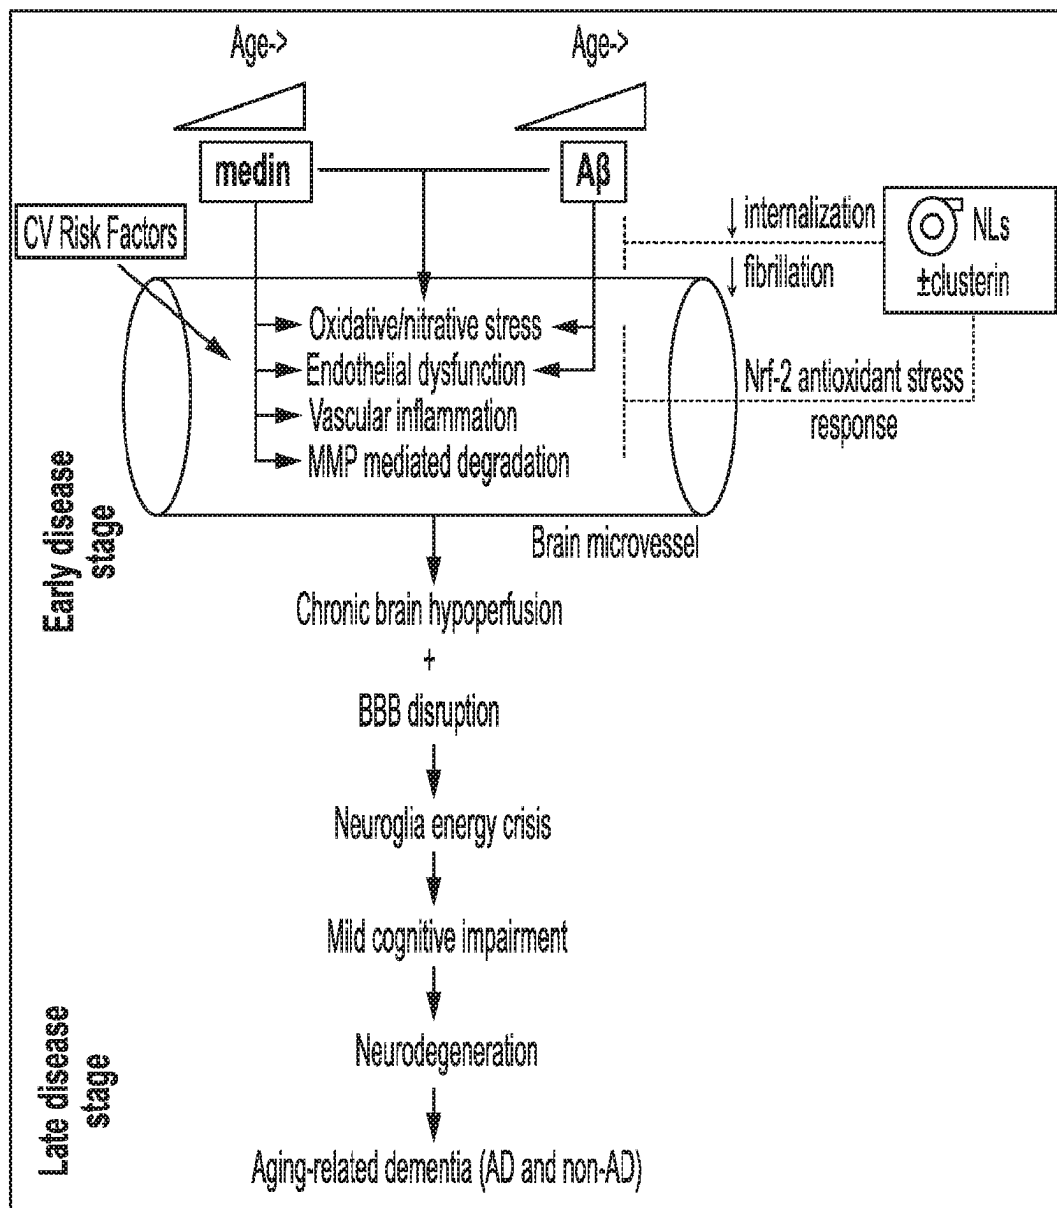 Age->
Age->
medin
Aβ
CV Risk Factors
↓ internalization
↓ fibrillation
NLs
±clusterin
Oxidative/nitrative stress
Endothelial dysfunction
Vascular inflammation
MMP mediated degradation
Nrf-2 antioxidant stress
response
Brain microvessel
Early disease
stage
Chronic brain hypoperfusion
+
BBB disruption
Neuroglia energy crisis
Mild cognitive impairment
Neurodegeneration
Late disease
stage
Aging-related dementia (AD and non-AD)